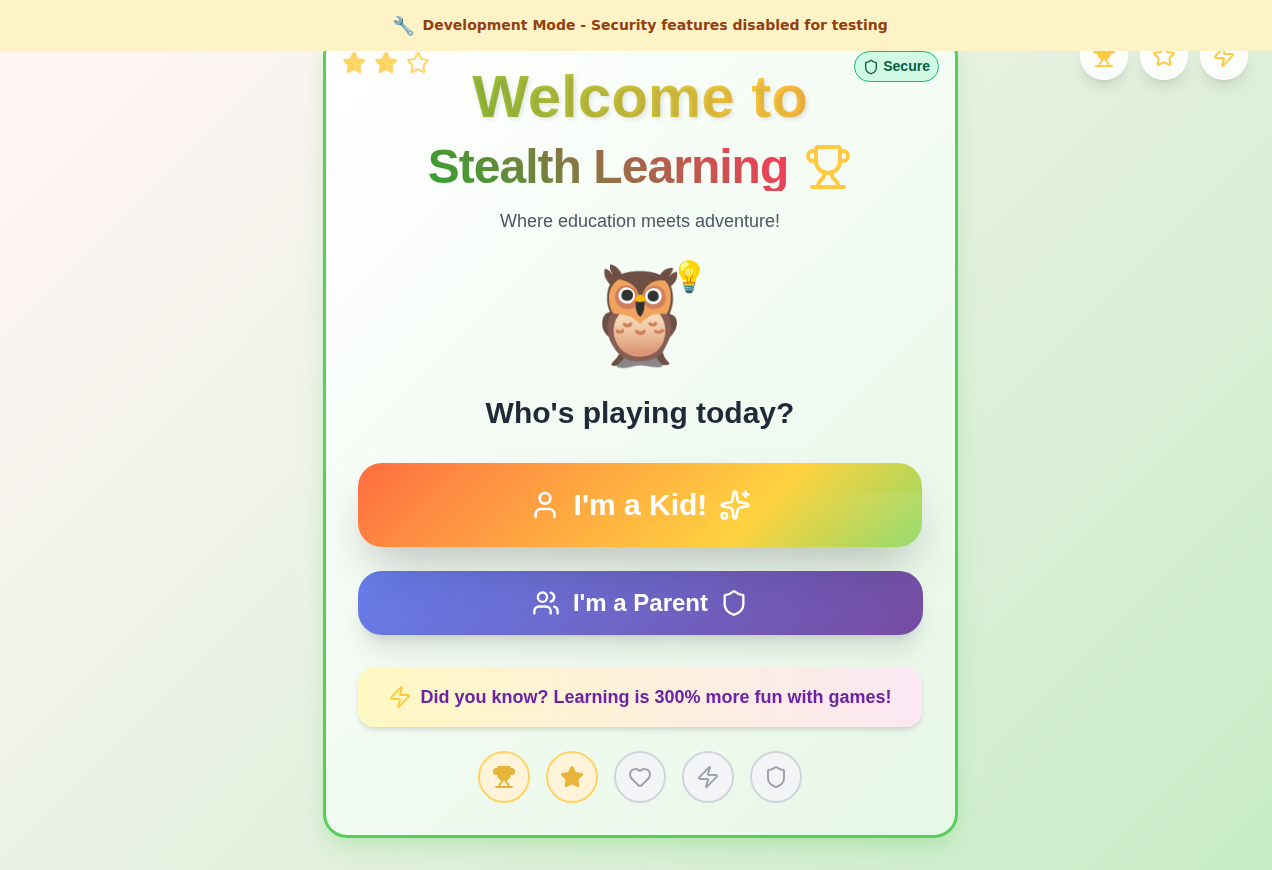 Development Mode - Security features disabled for testing
Secure
Welcome to
Stealth Learning
Where education meets adventure!
Who's playing today?
I'm a Kid!
I'm a Parent
Did you know? Learning is 300% more fun with games!